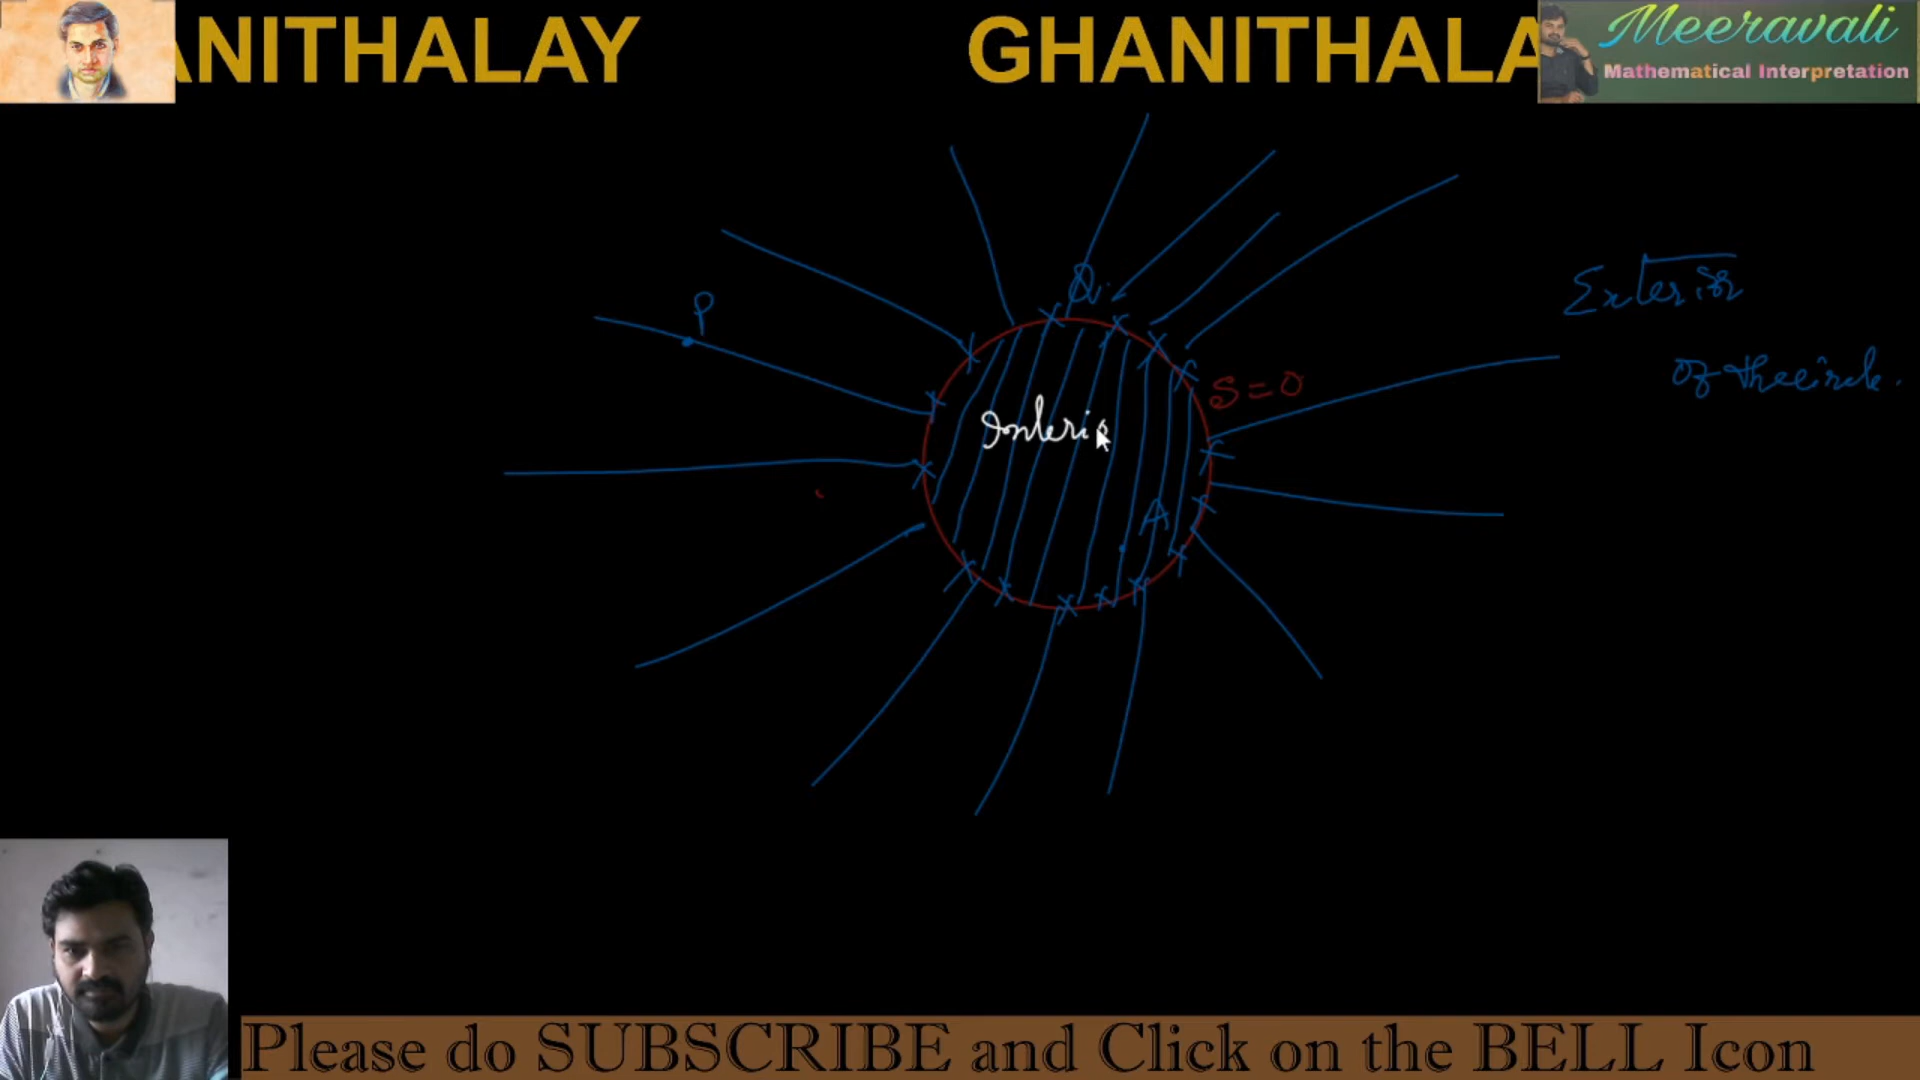 ANITHALAY GHANITHALA
Meeravali
Mathematical Interpretation
Q
P
Exterior
S=0
of the circle.
Interi
A
Please do SUBSCRIBE and Click on the BELL Icon